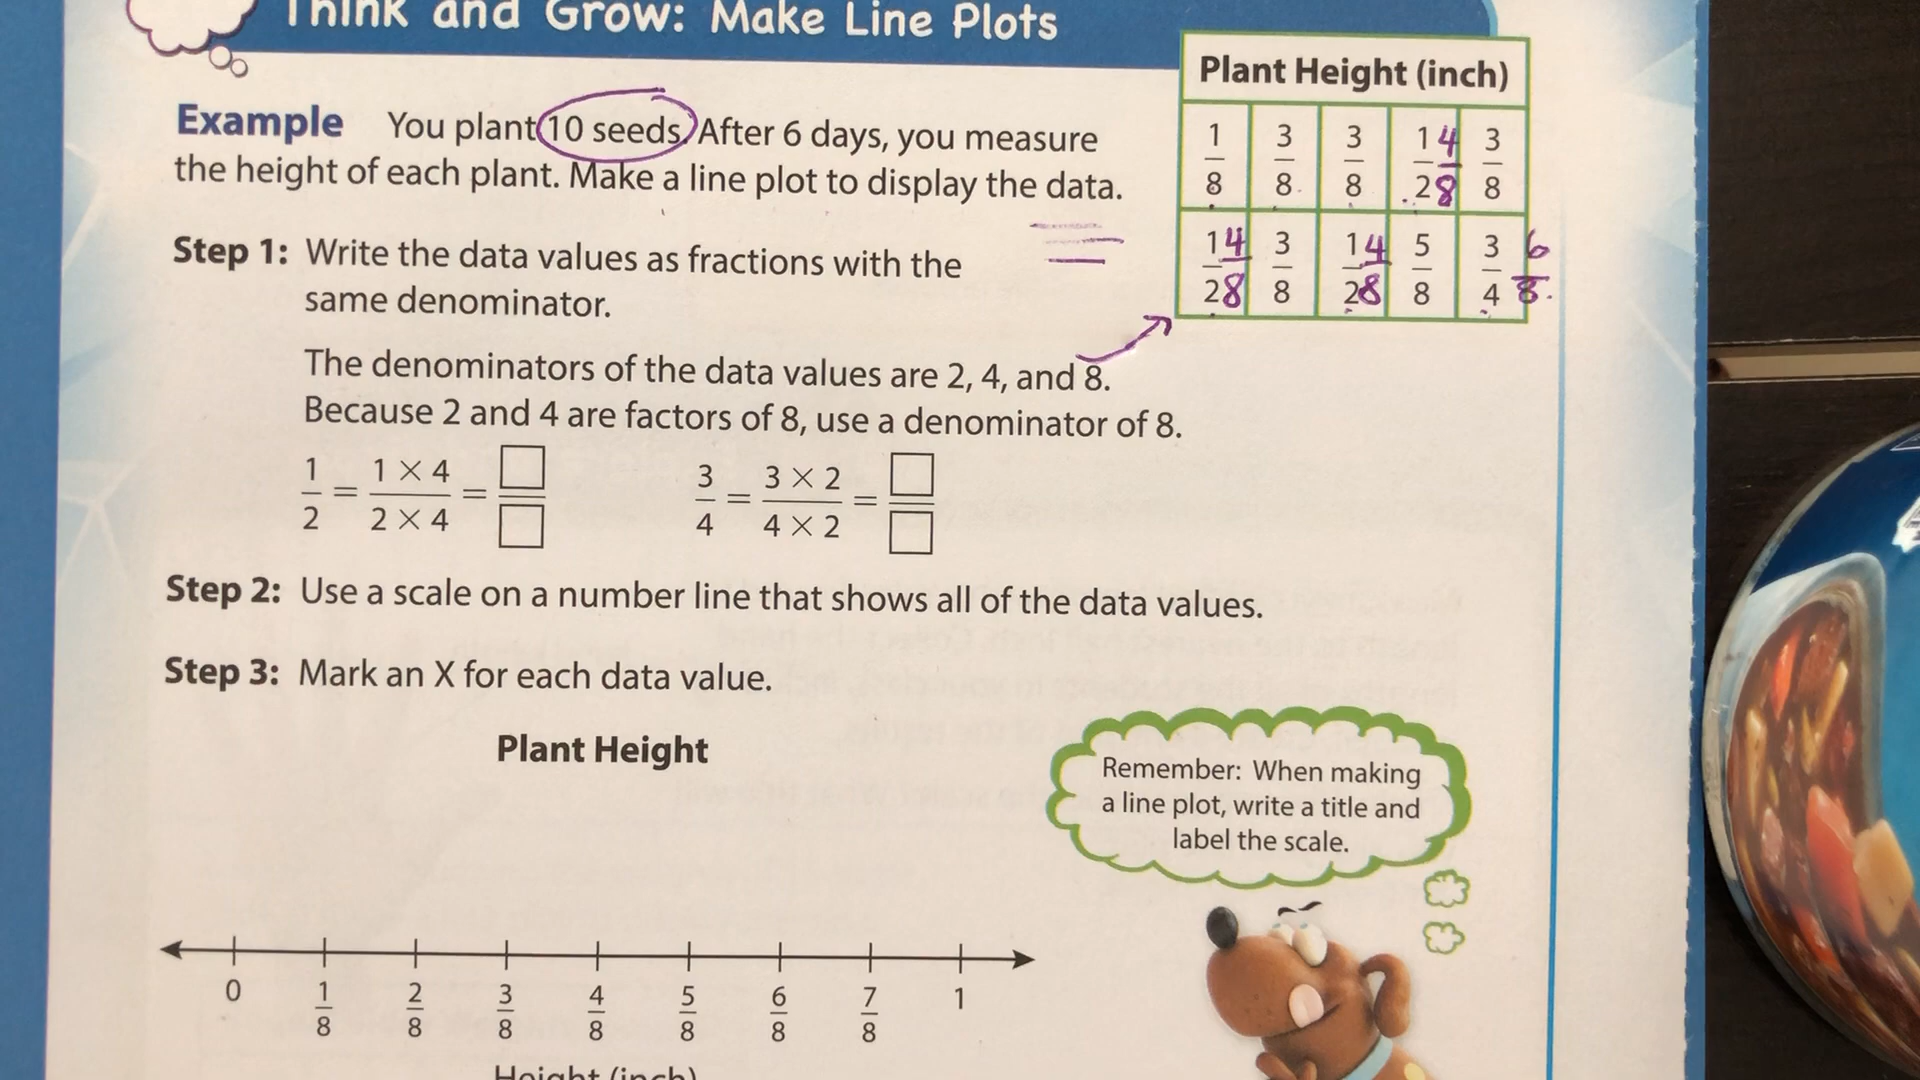 Think and Grow: Make Line Plots
Plant Height (inch)
1/8 3/8 3/8 1/2 4/8 3/8
1/2 4/8 3/8 1/2 4/8 5/8 3/4 6/8
Example You plant 10 seeds. After 6 days, you measure
the height of each plant. Make a line plot to display the data.
Step 1: Write the data values as fractions with the
same denominator.
The denominators of the data values are 2, 4, and 8.
Because 2 and 4 are factors of 8, use a denominator of 8.
1/2 = 1 × 4/2 × 4 = □/□ 3/4 = 3 × 2/4 × 2 = □/□
Step 2: Use a scale on a number line that shows all of the data values.
Step 3: Mark an X for each data value.
Plant Height
Remember: When making
a line plot, write a title and
label the scale.
0 1/8 2/8 3/8 4/8 5/8 6/8 7/8 1
Height (inch)